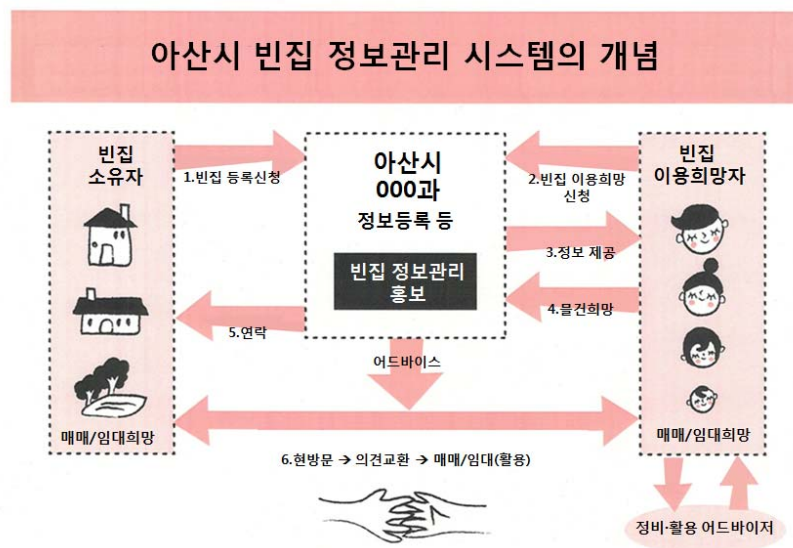 아산시 빈집 정보관리 시스템의 개념
빈집
소유자
1.빈집 등록신청
아산시
000과
정보등록 등
빈집 정보관리
홍보
2.빈집 이용희망
신청
빈집
이용희망자
3.정보 제공
4.물건희망
5.연락
어드바이스
매매/임대희망
매매/임대희망
6.현방문 → 의견교환 → 매매/임대(활용)
정비·활용 어드바이저